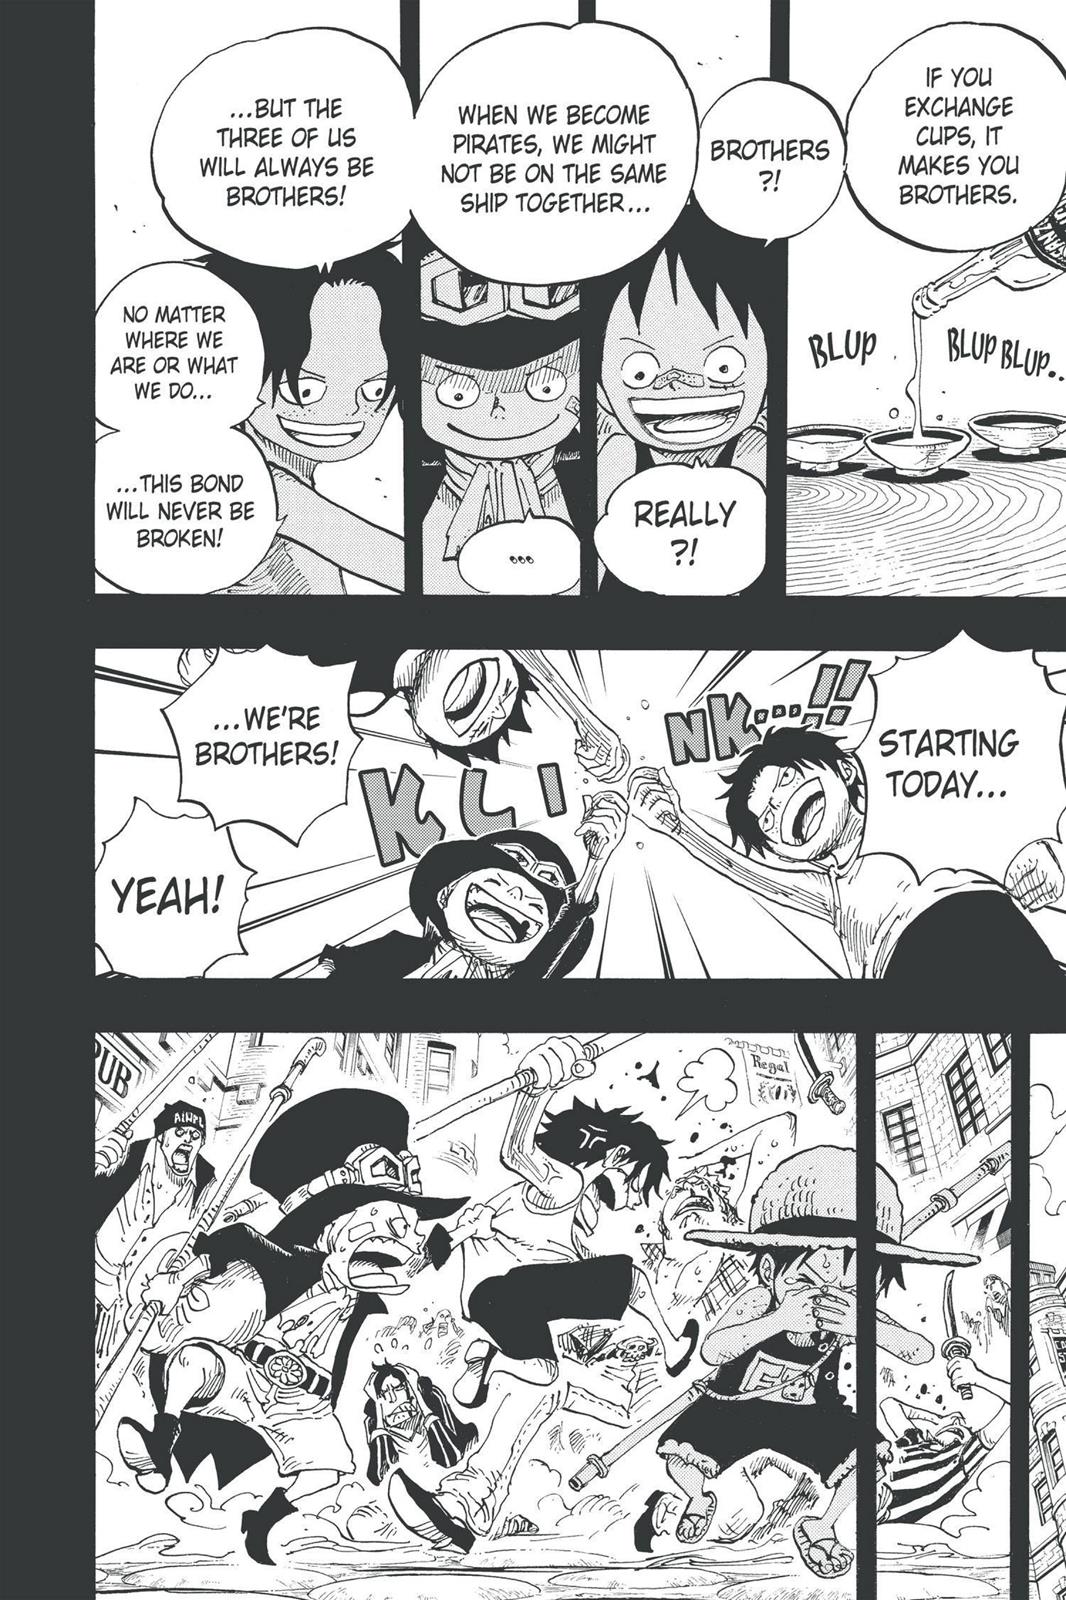 IF YOU
EXCHANGE
CUPS, IT
MAKES YOU
BROTHERS.
BROTHERS
?!
WHEN WE BECOME
PIRATES, WE MIGHT
NOT BE ON THE SAME
SHIP TOGETHER...
...BUT THE
THREE OF US
WILL ALWAYS BE
BROTHERS!
BLUP
BLUP BLUP..
REALLY
?!
...
NO MATTER
WHERE WE
ARE OR WHAT
WE DO...
...THIS BOND
WILL NEVER BE
BROKEN!
STARTING
TODAY...
KLI
NK...!!
...WE'RE
BROTHERS!
YEAH!
PUB
Regal